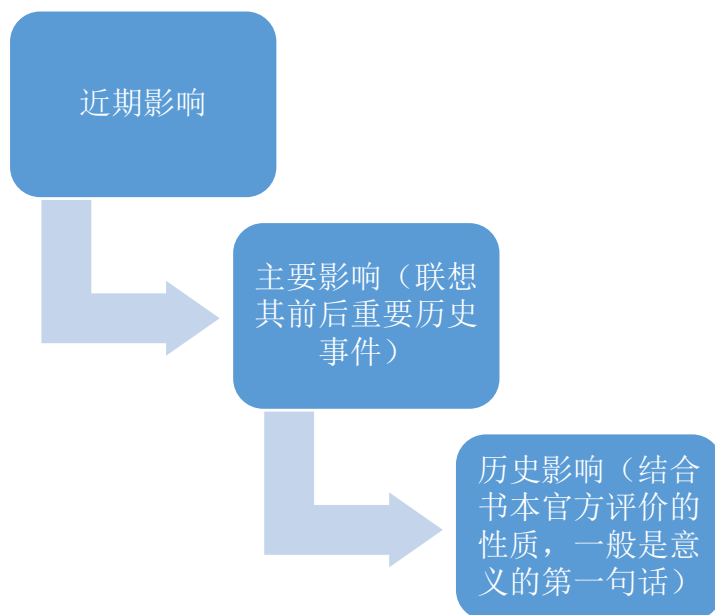 近期影响
主要影响（联想
其前后重要历史
事件）
历史影响（结合
书本官方评价的
性质，一般是意
义的第一句话）